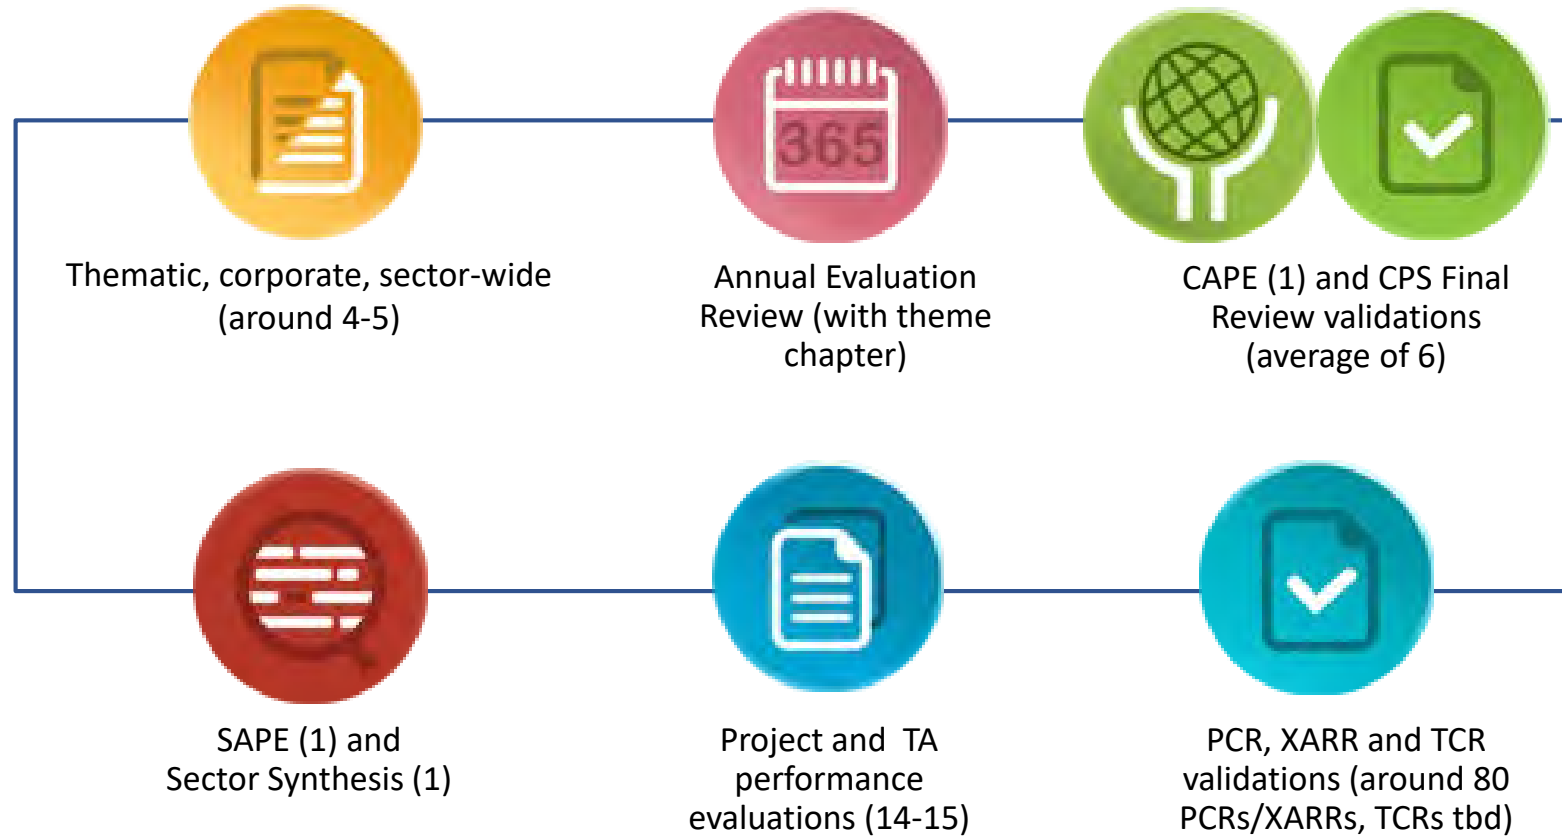 365
Thematic, corporate, sector-wide
(around 4-5)
Annual Evaluation
Review (with theme
chapter)
CAPE (1) and CPS Final
Review validations
(average of 6)
SAPE (1) and
Sector Synthesis (1)
Project and  TA
performance
evaluations (14-15)
PCR, XARR and TCR
validations (around 80
PCRs/XARRs, TCRs tbd)